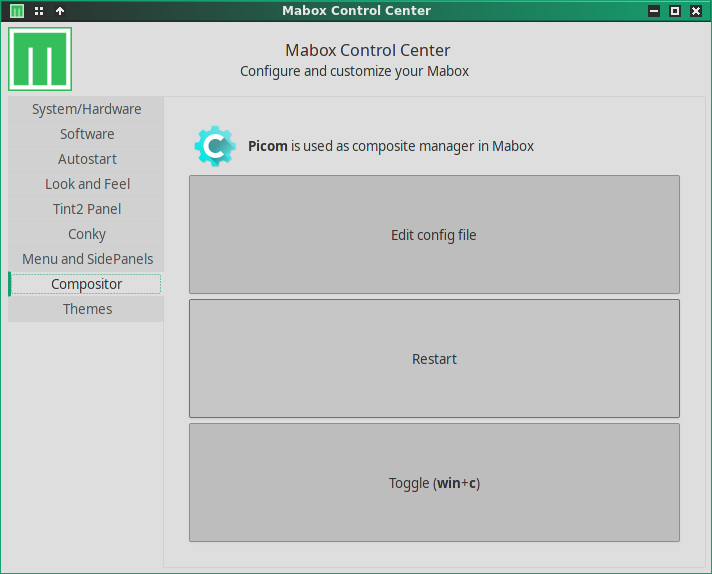 Mabox Control Center
Mabox Control Center
Configure and customize your Mabox
System/Hardware
Software
Autostart
Look and Feel
Tint2 Panel
Conky
Menu and SidePanels
Compositor
Themes
Picom is used as composite manager in Mabox
Edit config file
Restart
Toggle (win+c)